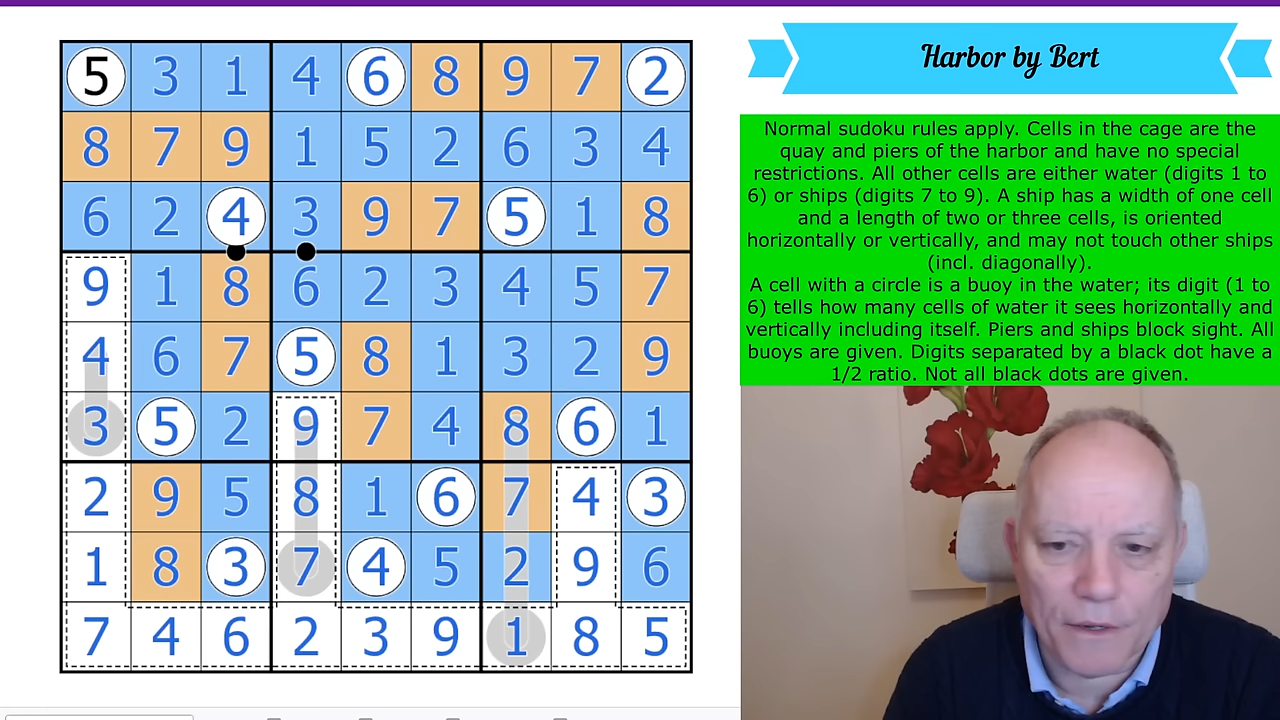 Harbor by Bert
Normal sudoku rules apply. Cells in the cage are the
quay and piers of the harbor and have no special
restrictions. All other cells are either water (digits 1 to
6) or ships (digits 7 to 9). A ship has a width of one cell
and a length of two or three cells, is oriented
horizontally or vertically, and may not touch other ships
(incl. diagonally).
A cell with a circle is a buoy in the water; its digit (1 to
6) tells how many cells of water it sees horizontally and
vertically including itself. Piers and ships block sight. All
buoys are given. Digits separated by a black dot have a
1/2 ratio. Not all black dots are given.
5 3 1 4 6 8 9 7 2
8 7 9 1 5 2 6 3 4
6 2 4 3 9 7 5 1 8
9 1 8 6 2 3 4 5 7
4 6 7 5 8 1 3 2 9
3 5 2 9 7 4 8 6 1
2 9 5 8 1 6 7 4 3
1 8 3 7 4 5 2 9 6
7 4 6 2 3 9 1 8 5